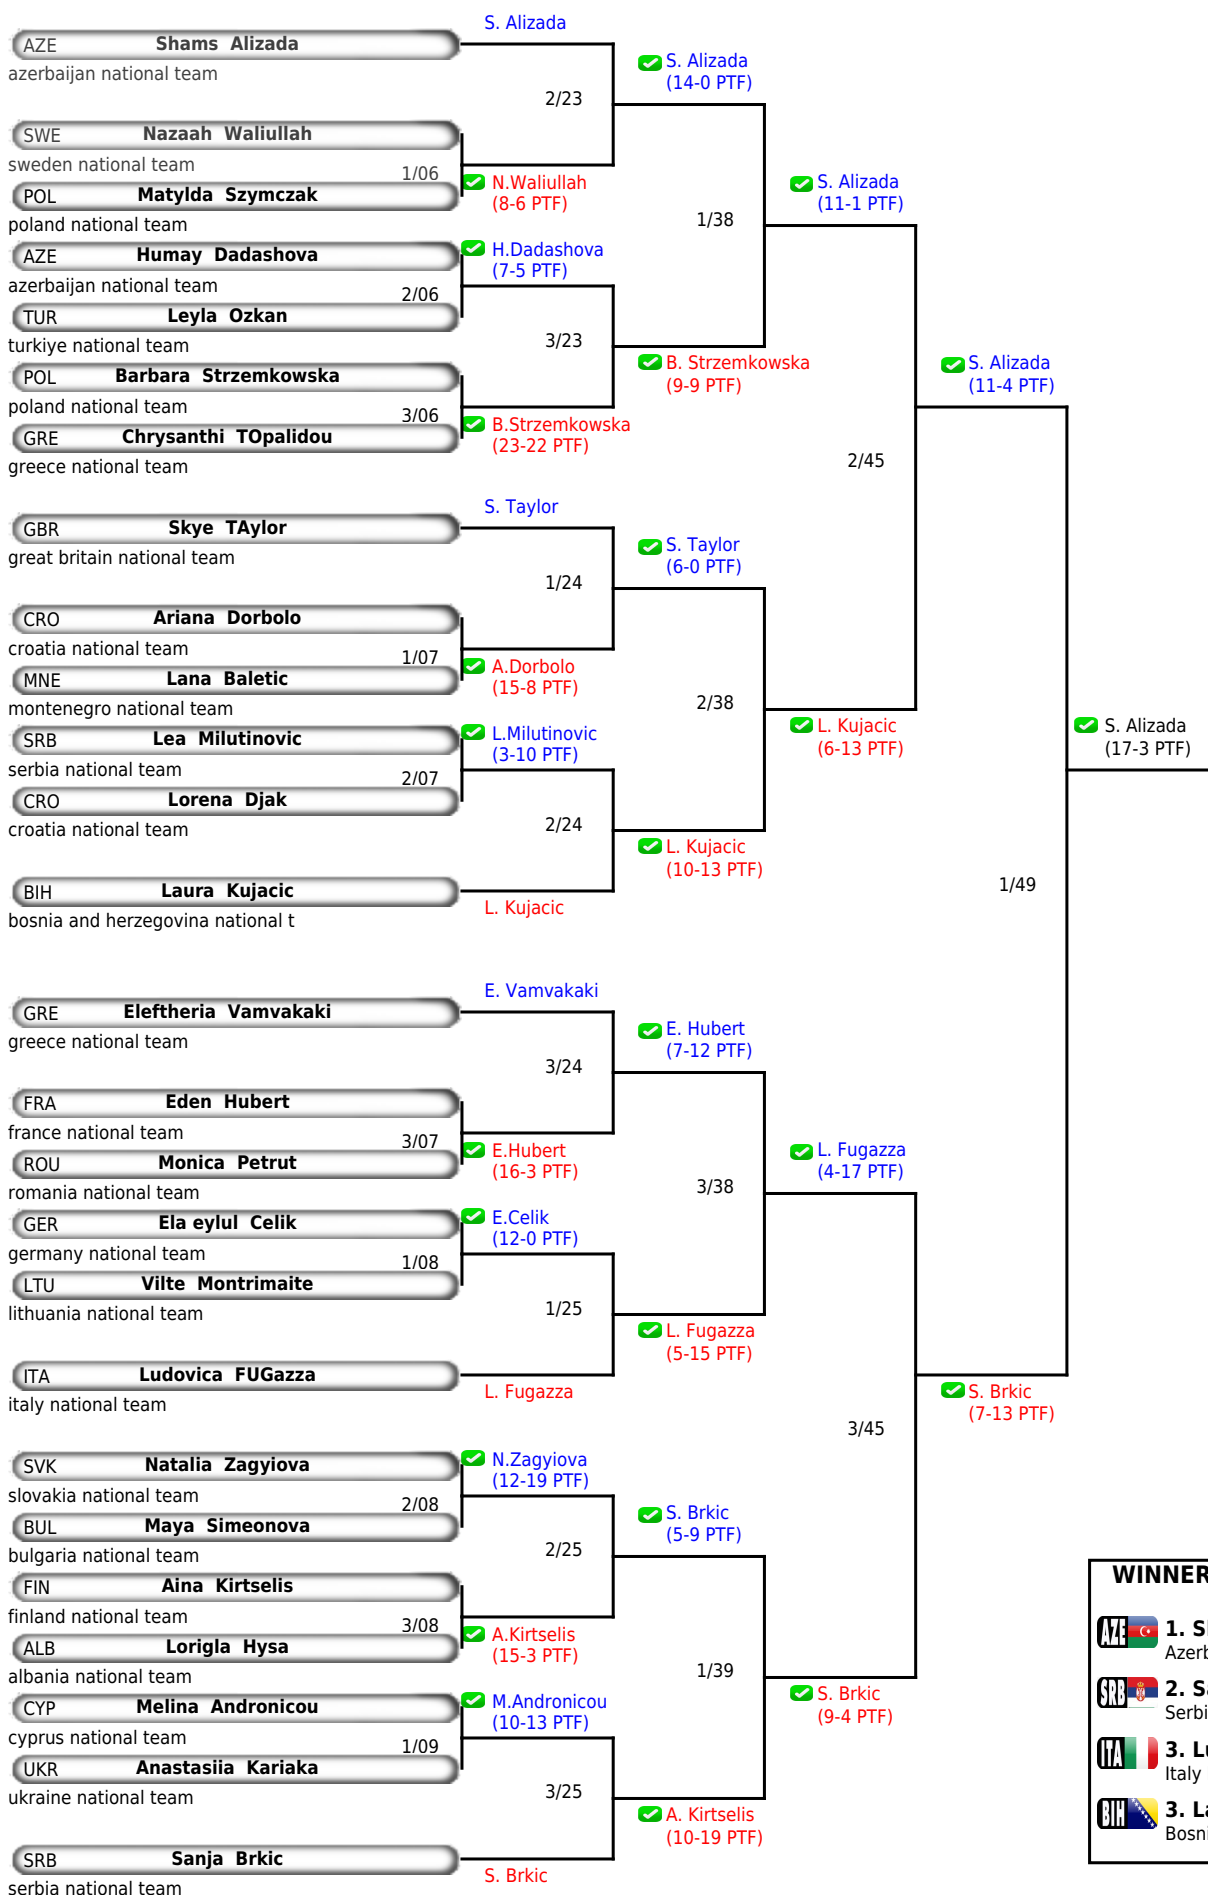 S. Alizada
AZE Shams Alizada
azerbaijan national team
S. Alizada
(14-0 PTF)
2/23
SWE Nazaah Waliullah
sweden national team
1/06
N.Waliullah
(8-6 PTF)
POL Matylda Szymczak
poland national team
S. Alizada
(11-1 PTF)
1/38
AZE Humay Dadashova
H.Dadashova
(7-5 PTF)
azerbaijan national team
2/06
TUR Leyla Ozkan
turkiye national team
3/23
B. Strzemkowska
(9-9 PTF)
S. Alizada
(11-4 PTF)
POL Barbara Strzemkowska
poland national team
3/06
B.Strzemkowska
(23-22 PTF)
GRE Chrysanthi TOpalidou
greece national team
2/45
S. Taylor
GBR Skye TAylor
great britain national team
S. Taylor
(6-0 PTF)
1/24
CRO Ariana Dorbolo
croatia national team
1/07
A.Dorbolo
(15-8 PTF)
MNE Lana Baletic
montenegro national team
2/38
L. Kujacic
(6-13 PTF)
S. Alizada
(17-3 PTF)
SRB Lea Milutinovic
L.Milutinovic
(3-10 PTF)
serbia national team
2/07
CRO Lorena Djak
croatia national team
2/24
L. Kujacic
(10-13 PTF)
BIH Laura Kujacic
bosnia and herzegovina national t
L. Kujacic
1/49
E. Vamvakaki
GRE Eleftheria Vamvakaki
greece national team
E. Hubert
(7-12 PTF)
3/24
FRA Eden Hubert
france national team
3/07
E.Hubert
(16-3 PTF)
ROU Monica Petrut
romania national team
L. Fugazza
(4-17 PTF)
3/38
GER Ela eylul Celik
E.Celik
(12-0 PTF)
germany national team
1/08
LTU Vilte Montrimaite
lithuania national team
1/25
L. Fugazza
(5-15 PTF)
ITA Ludovica FUGazza
italy national team
L. Fugazza
S. Brkic
(7-13 PTF)
3/45
SVK Natalia Zagyiova
N.Zagyiova
(12-19 PTF)
slovakia national team
2/08
BUL Maya Simeonova
bulgaria national team
S. Brkic
(5-9 PTF)
2/25
FIN Aina Kirtselis
finland national team
3/08
A.Kirtselis
(15-3 PTF)
ALB Lorigla Hysa
albania national team
1/39
S. Brkic
(9-4 PTF)
CYP Melina Andronicou
M.Andronicou
(10-13 PTF)
cyprus national team
1/09
UKR Anastasiia Kariaka
ukraine national team
3/25
A. Kirtselis
(10-19 PTF)
SRB Sanja Brkic
serbia national team
S. Brkic
WINNER
AZE 1. S
Azer
SRB 2. Sa
Serbi
ITA 3. Lu
Italy
BIH 3. La
Bosni